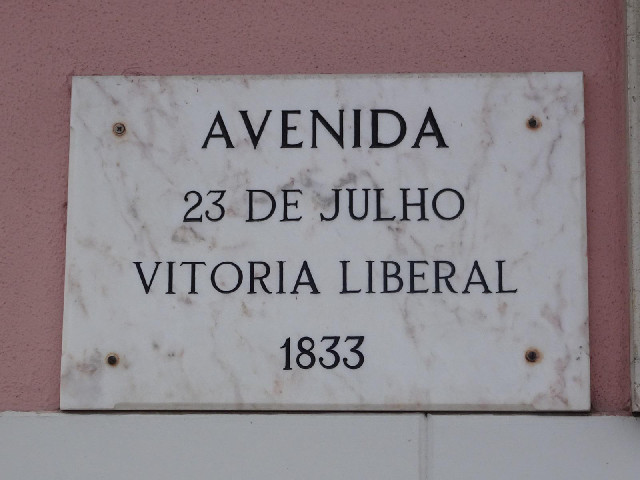 AVENIDA
23 DE JULHO
VITORIA LIBERAL
1833